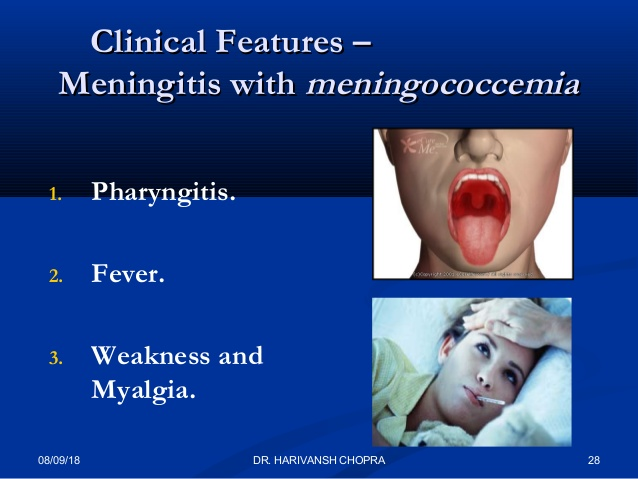 Clinical Features –
Meningitis with meningococcemia
1. Pharyngitis.
2. Fever.
3. Weakness and
Myalgia.
08/09/18
DR. HARIVANSH CHOPRA
28